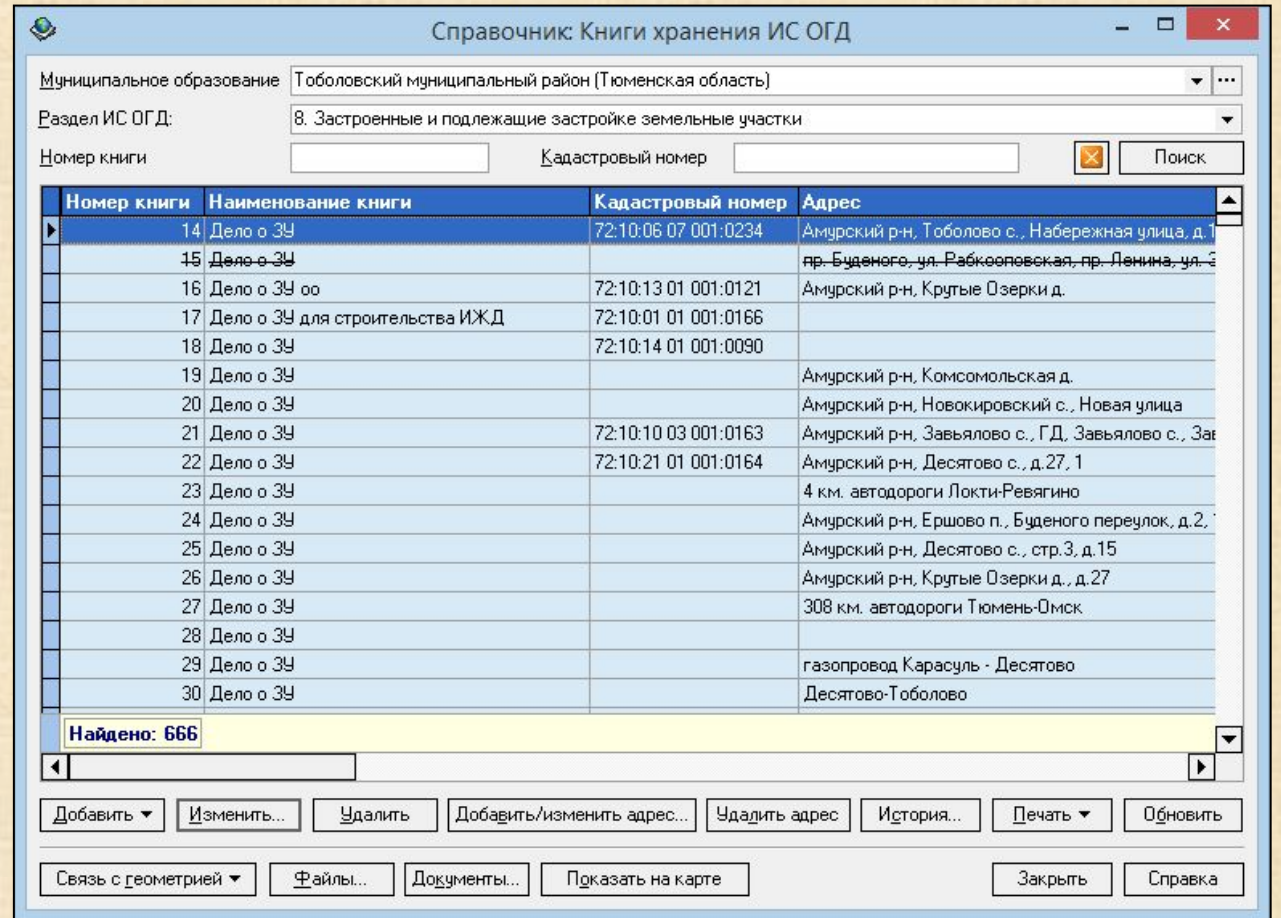 Справочник: Книги хранения ИС ОГД
Муниципальное образование Тоболовский муниципальный район (Тюменская область)
Раздел ИС ОГД: 8. Застроенные и подлежащие застройке земельные участки
Номер книги Кадастровый номер Поиск
Номер книги Наименование книги Кадастровый номер Адрес
14 Дело о ЗУ 72:10:06 07 001:0234 Амурский р-н, Тоболово с., Набережная улица, д.1
15 Дело о ЗУ пр. Буденого, ул. Рабкооповская, пр. Ленина, ул.
16 Дело о ЗУ оо 72:10:13 01 001:0121 Амурский р-н, Крутые Озерки д.
17 Дело о ЗУ для строительства ИЖД 72:10:01 01 001:0166
18 Дело о ЗУ 72:10:14 01 001:0090
19 Дело о ЗУ Амурский р-н, Комсомольская д.
20 Дело о ЗУ Амурский р-н, Новокировский с., Новая улица
21 Дело о ЗУ 72:10:10 03 001:0163 Амурский р-н, Завьялово с., ГД, Завьялово с., Зав
22 Дело о ЗУ 72:10:21 01 001:0164 Амурский р-н, Десятово с., д.27, 1
23 Дело о ЗУ 4 км. автодороги Локти-Ревягино
24 Дело о ЗУ Амурский р-н, Ершово п., Буденого переулок, д.2,
25 Дело о ЗУ Амурский р-н, Десятово с., стр.3, д.15
26 Дело о ЗУ Амурский р-н, Крутые Озерки д., д.27
27 Дело о ЗУ 308 км. автодороги Тюмень-Омск
28 Дело о ЗУ
29 Дело о ЗУ газопровод Карасуль - Десятово
30 Дело о ЗУ Десятово-Тоболово
Найдено: 666
Добавить Изменить... Удалить Добавить/изменить адрес... Удалить адрес История... Печать Обновить
Связь с геометрией Файлы... Документы... Показать на карте Закрыть Справка